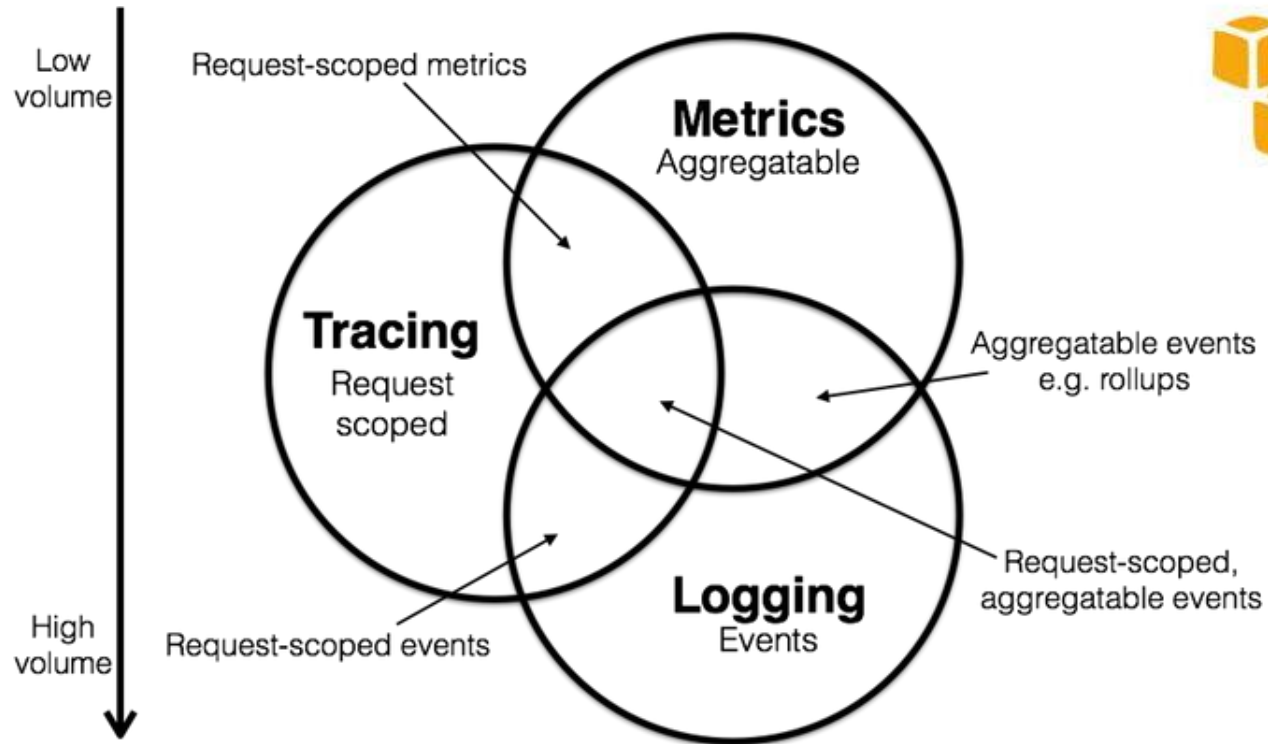 Low
volume
Request-scoped metrics
Metrics
Aggregatable
Tracing
Request
scoped
Aggregatable events
e.g. rollups
Logging
Events
Request-scoped,
aggregatable events
High
volume
Request-scoped events